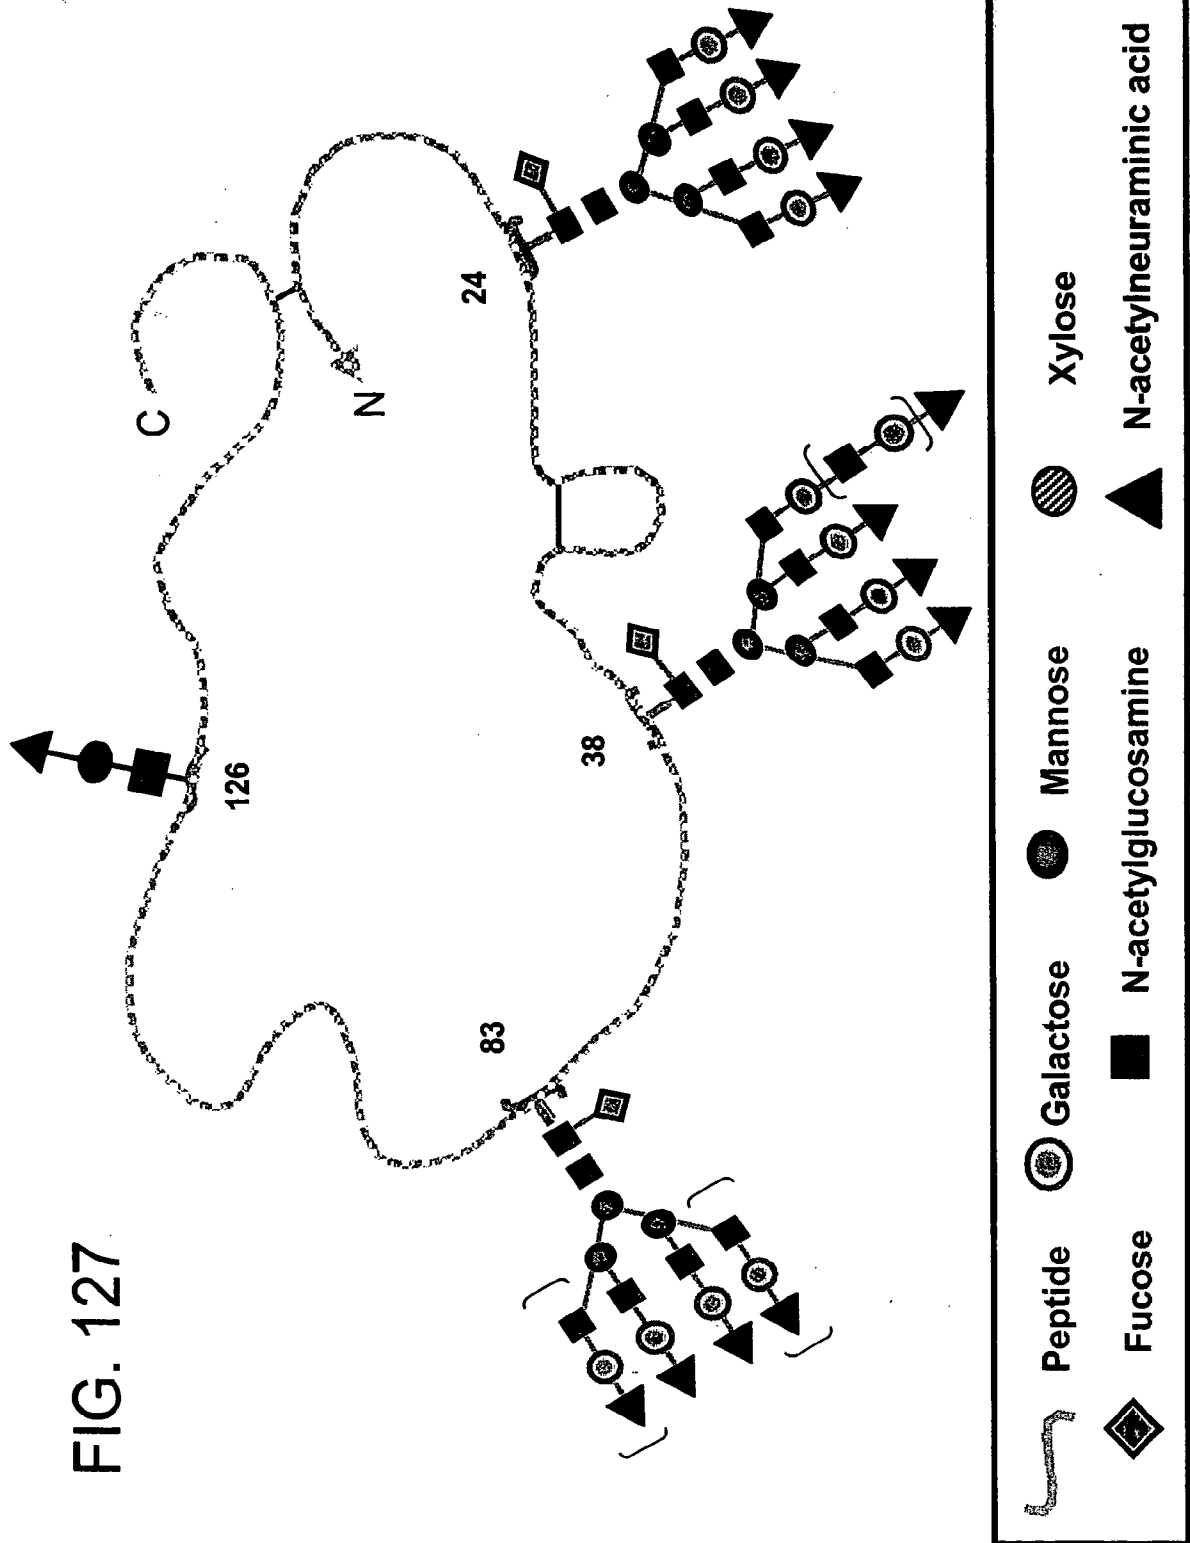 FIG. 127
C
N
126
24
83
38
Peptide Galactose Mannose Xylose
Fucose N-acetylglucosamine N-acetylneuraminic acid